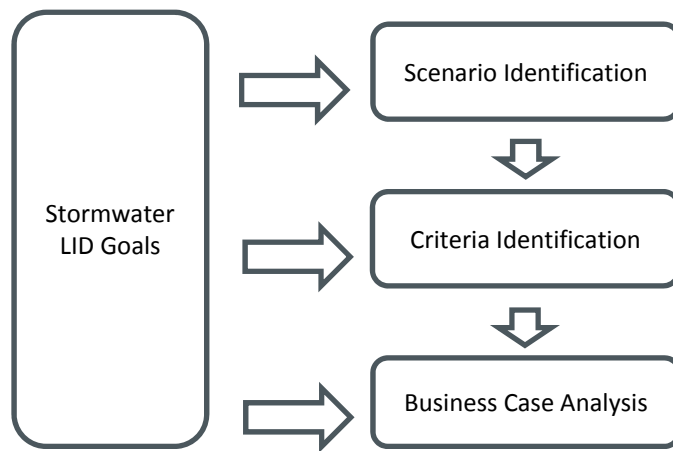 Stormwater
LID Goals
Scenario Identification
Criteria Identification
Business Case Analysis